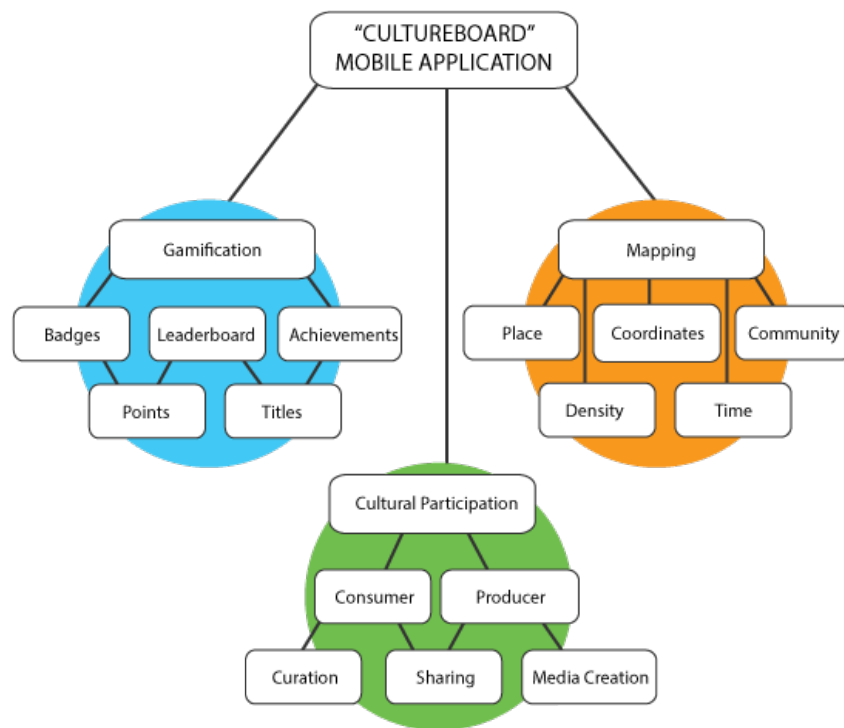 “CULTUREBOARD”
MOBILE APPLICATION
Gamification
Badges
Leaderboard
Achievements
Points
Titles
Mapping
Place
Coordinates
Community
Density
Time
Cultural Participation
Consumer
Producer
Curation
Sharing
Media Creation